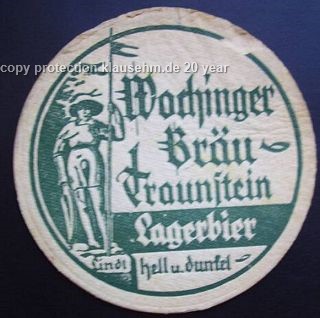 copy protection klausehm.de 20 year
Wochinger
Bräu
Traunstein
Lagerbier
Lindl hell u. dunkel